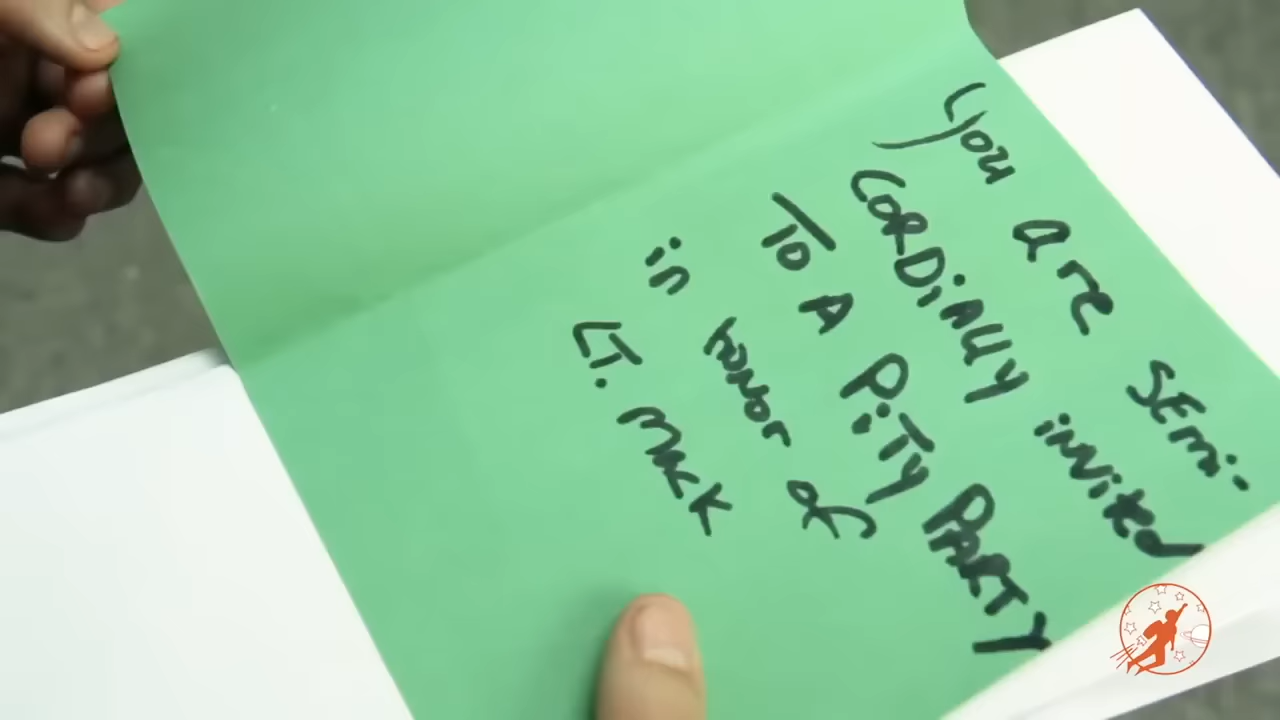 you are SEmi-
CORDiAlly invited
TO A PiTy PARTY
in HONOr of
LT. MACK